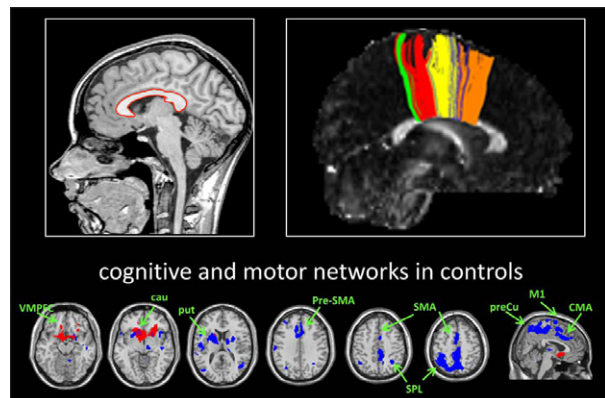 cognitive and motor networks in controls
VMPFC
cau
put
Pre-SMA
SMA
SPL
preCu
M1
CMA